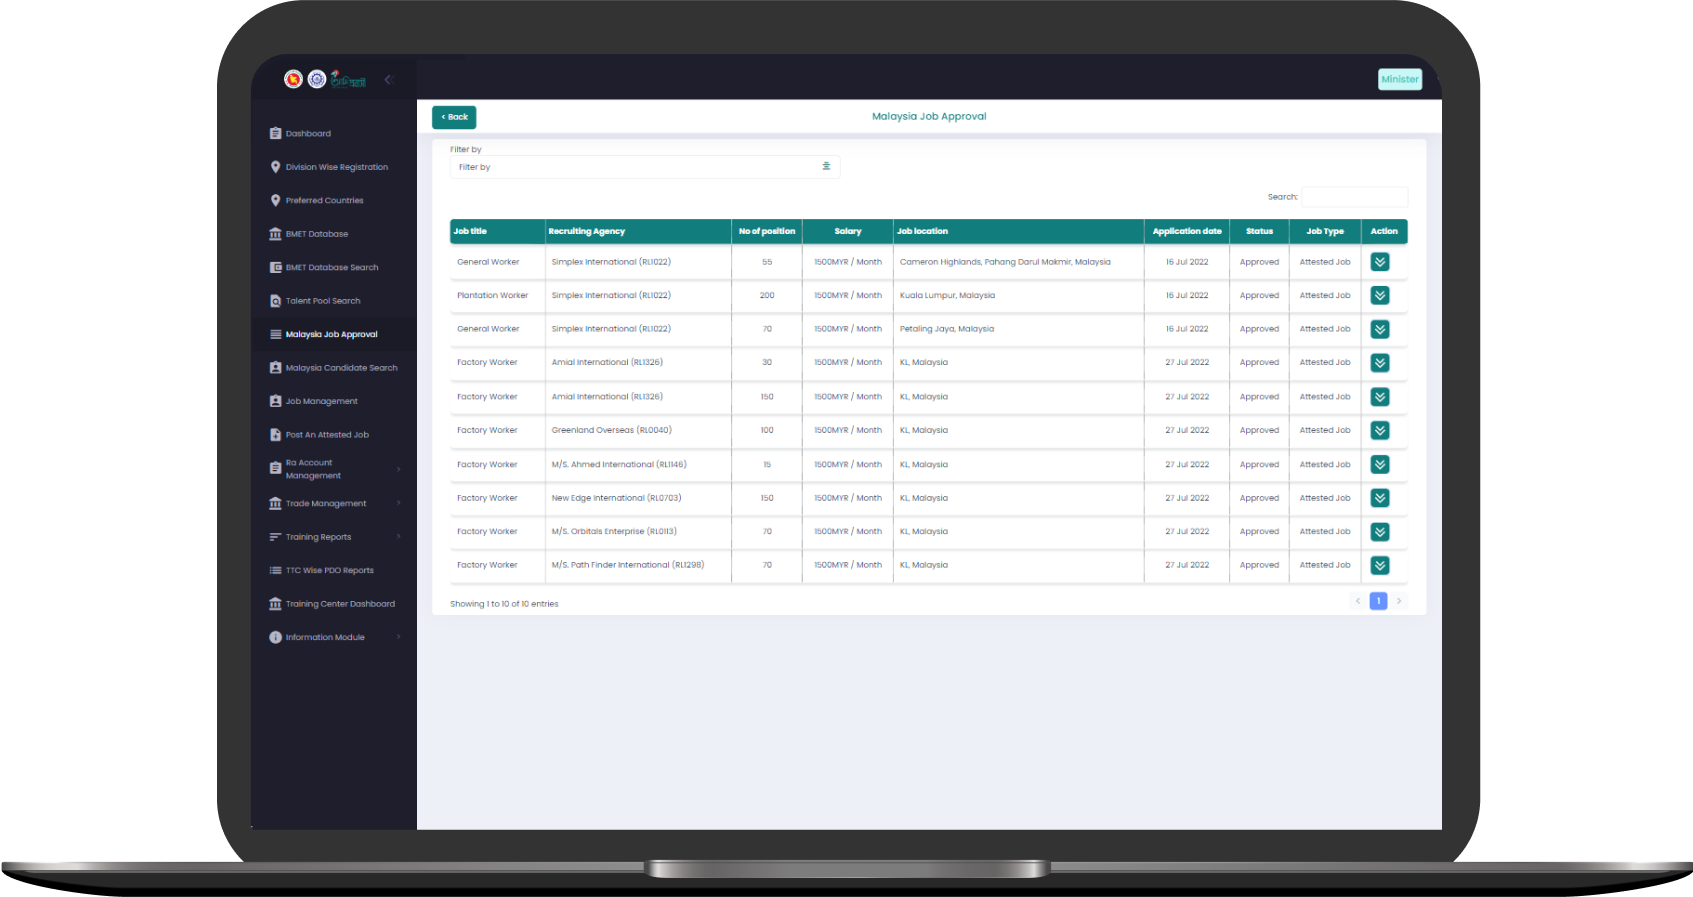 Minister
Dashboard
Division Wise Registration
Preferred Countries
BMET Database
BMET Database Search
Talent Pool Search
Malaysia Job Approval
Malaysia Candidate Search
Job Management
Post An Attested Job
Ra Account
Management
Trade Management
Training Reports
TTC Wise PDO Reports
Training Center Dashboard
Information Module
< Back
Malaysia Job Approval
Filter by
Filter by
Search:
Job title Recruiting Agency No of position Salary Job location Application date Status Job Type Action
General Worker Simplex International (RL1022) 55 1500MYR / Month Cameron Highlands, Pahang Darul Makmir, Malaysia 16 Jul 2022 Approved Attested Job
Plantation Worker Simplex International (RL1022) 200 1500MYR / Month Kuala Lumpur, Malaysia 16 Jul 2022 Approved Attested Job
General Worker Simplex International (RL1022) 70 1500MYR / Month Petaling Jaya, Malaysia 16 Jul 2022 Approved Attested Job
Factory Worker Amial International (RL1326) 30 1500MYR / Month KL, Malaysia 27 Jul 2022 Approved Attested Job
Factory Worker Amial International (RL1326) 150 1500MYR / Month KL, Malaysia 27 Jul 2022 Approved Attested Job
Factory Worker Greenland Overseas (RL0040) 100 1500MYR / Month KL, Malaysia 27 Jul 2022 Approved Attested Job
Factory Worker M/S. Ahmed International (RL1146) 15 1500MYR / Month KL, Malaysia 27 Jul 2022 Approved Attested Job
Factory Worker New Edge International (RL0703) 150 1500MYR / Month KL, Malaysia 27 Jul 2022 Approved Attested Job
Factory Worker M/S. Orbitals Enterprise (RL0113) 70 1500MYR / Month KL, Malaysia 27 Jul 2022 Approved Attested Job
Factory Worker M/S. Path Finder International (RL1298) 70 1500MYR / Month KL, Malaysia 27 Jul 2022 Approved Attested Job
Showing 1 to 10 of 10 entries
< 1 >